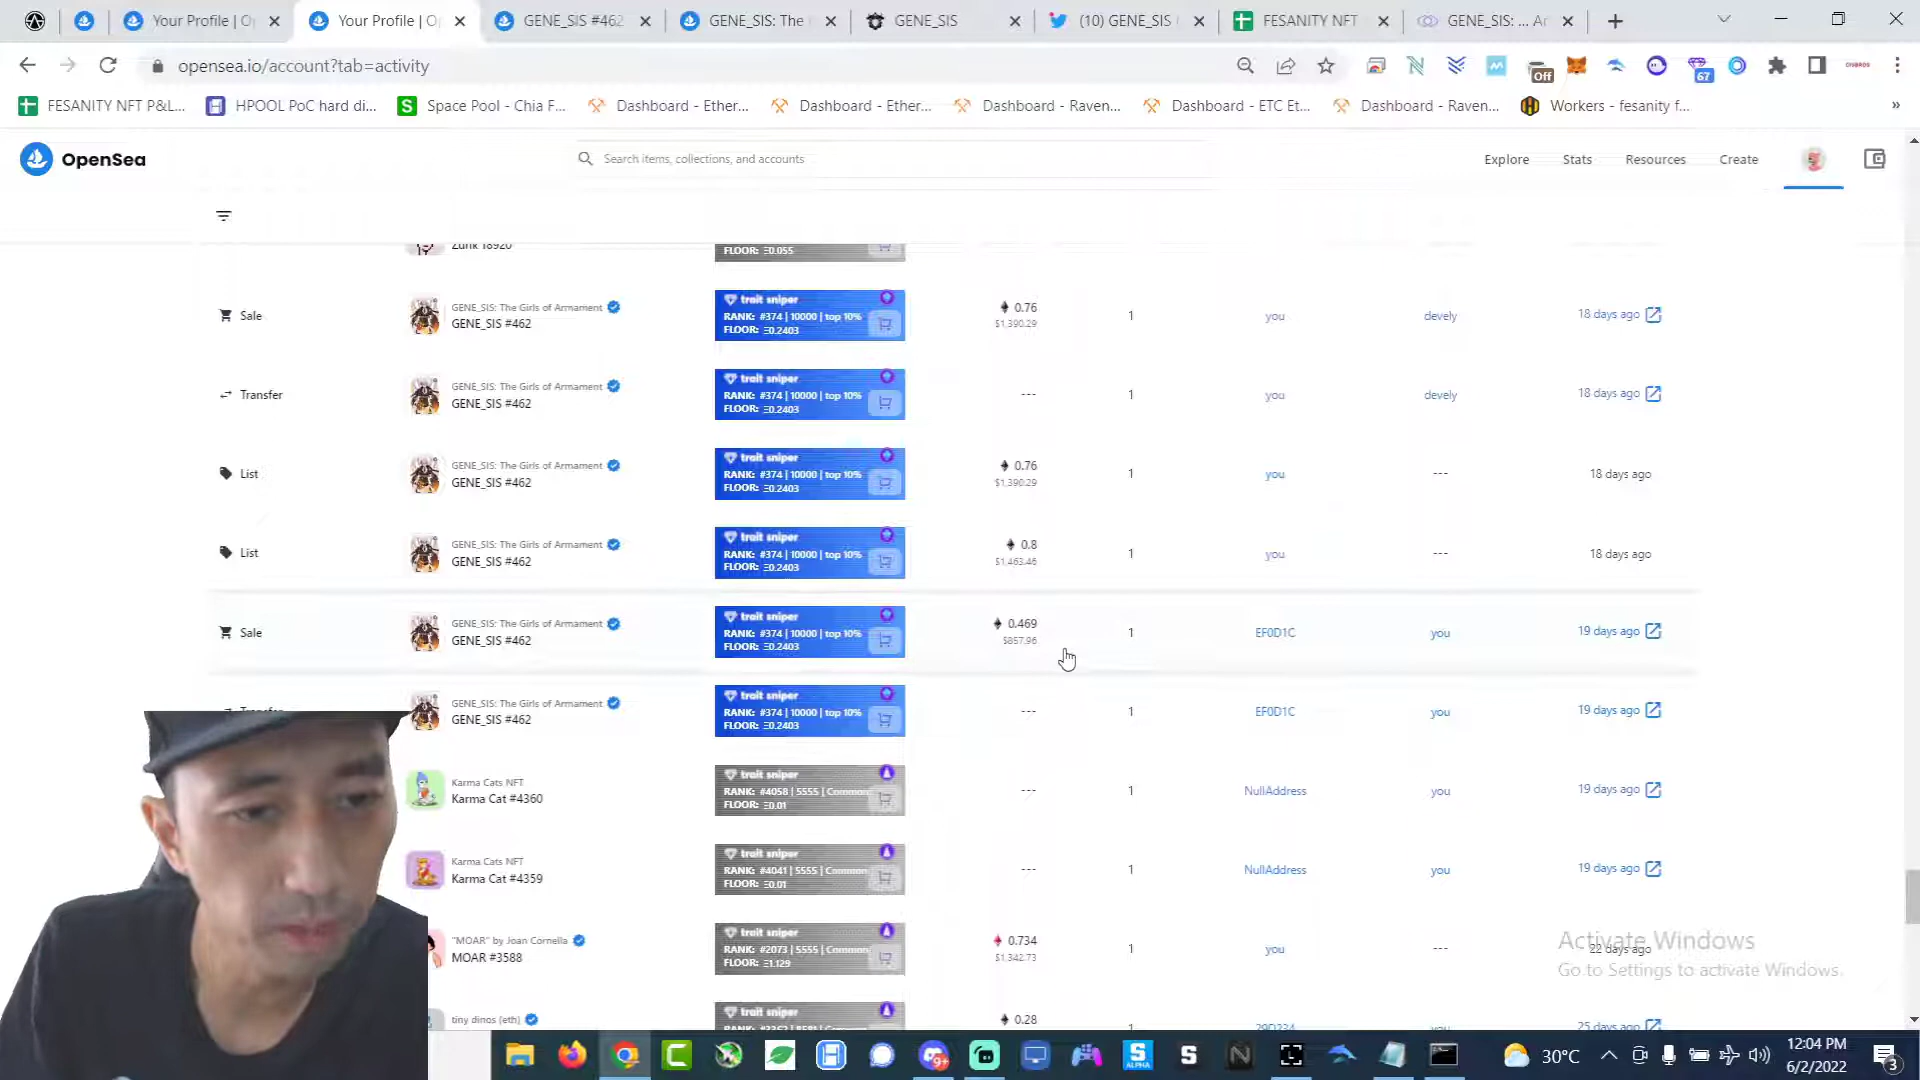 Your Profile | O
Your Profile | O
GENE_SIS #462
GENE_SIS: The
GENE_SIS
(10) GENE_SIS
FESANITY NFT
GENE_SIS: ... Ar
opensea.io/account?tab=activity
Off
67
FESANITY NFT P&L...
HPOOL PoC hard di...
Space Pool - Chia F...
Dashboard - Ether...
Dashboard - Ether...
Dashboard - Raven...
Dashboard - ETC Et...
Dashboard - Raven...
Workers - fesanity f...
OpenSea
Search items, collections, and accounts
Explore
Stats
Resources
Create
Zunk 18920
FLOOR: Ξ0.055
Sale
GENE_SIS: The Girls of Armament
GENE_SIS #462
trait sniper
RANK: #374 | 10000 | top 10%
FLOOR: Ξ0.2403
0.76
$1,390.29
1
you
devely
18 days ago
Transfer
GENE_SIS: The Girls of Armament
GENE_SIS #462
trait sniper
RANK: #374 | 10000 | top 10%
FLOOR: Ξ0.2403
---
1
you
devely
18 days ago
List
GENE_SIS: The Girls of Armament
GENE_SIS #462
trait sniper
RANK: #374 | 10000 | top 10%
FLOOR: Ξ0.2403
0.76
$1,390.29
1
you
---
18 days ago
List
GENE_SIS: The Girls of Armament
GENE_SIS #462
trait sniper
RANK: #374 | 10000 | top 10%
FLOOR: Ξ0.2403
0.8
$1,463.46
1
you
---
18 days ago
Sale
GENE_SIS: The Girls of Armament
GENE_SIS #462
trait sniper
RANK: #374 | 10000 | top 10%
FLOOR: Ξ0.2403
0.469
$857.96
1
EF0D1C
you
19 days ago
Transfer
GENE_SIS: The Girls of Armament
GENE_SIS #462
trait sniper
RANK: #374 | 10000 | top 10%
FLOOR: Ξ0.2403
---
1
EF0D1C
you
19 days ago
Karma Cats NFT
Karma Cat #4360
trait sniper
RANK: #4058 | 5555 | Common
FLOOR: Ξ0.01
---
1
NullAddress
you
19 days ago
Karma Cats NFT
Karma Cat #4359
trait sniper
RANK: #4041 | 5555 | Common
FLOOR: Ξ0.01
---
1
NullAddress
you
19 days ago
"MOAR" by Joan Cornella
MOAR #3588
trait sniper
RANK: #2073 | 5555 | Common
FLOOR: Ξ1.129
0.734
$1,342.73
1
you
---
22 days ago
tiny dinos (eth)
trait sniper
0.28
1
29D234
you
25 days ago
Activate Windows
Go to Settings to activate Windows.
30°C
12:04 PM
6/2/2022
3